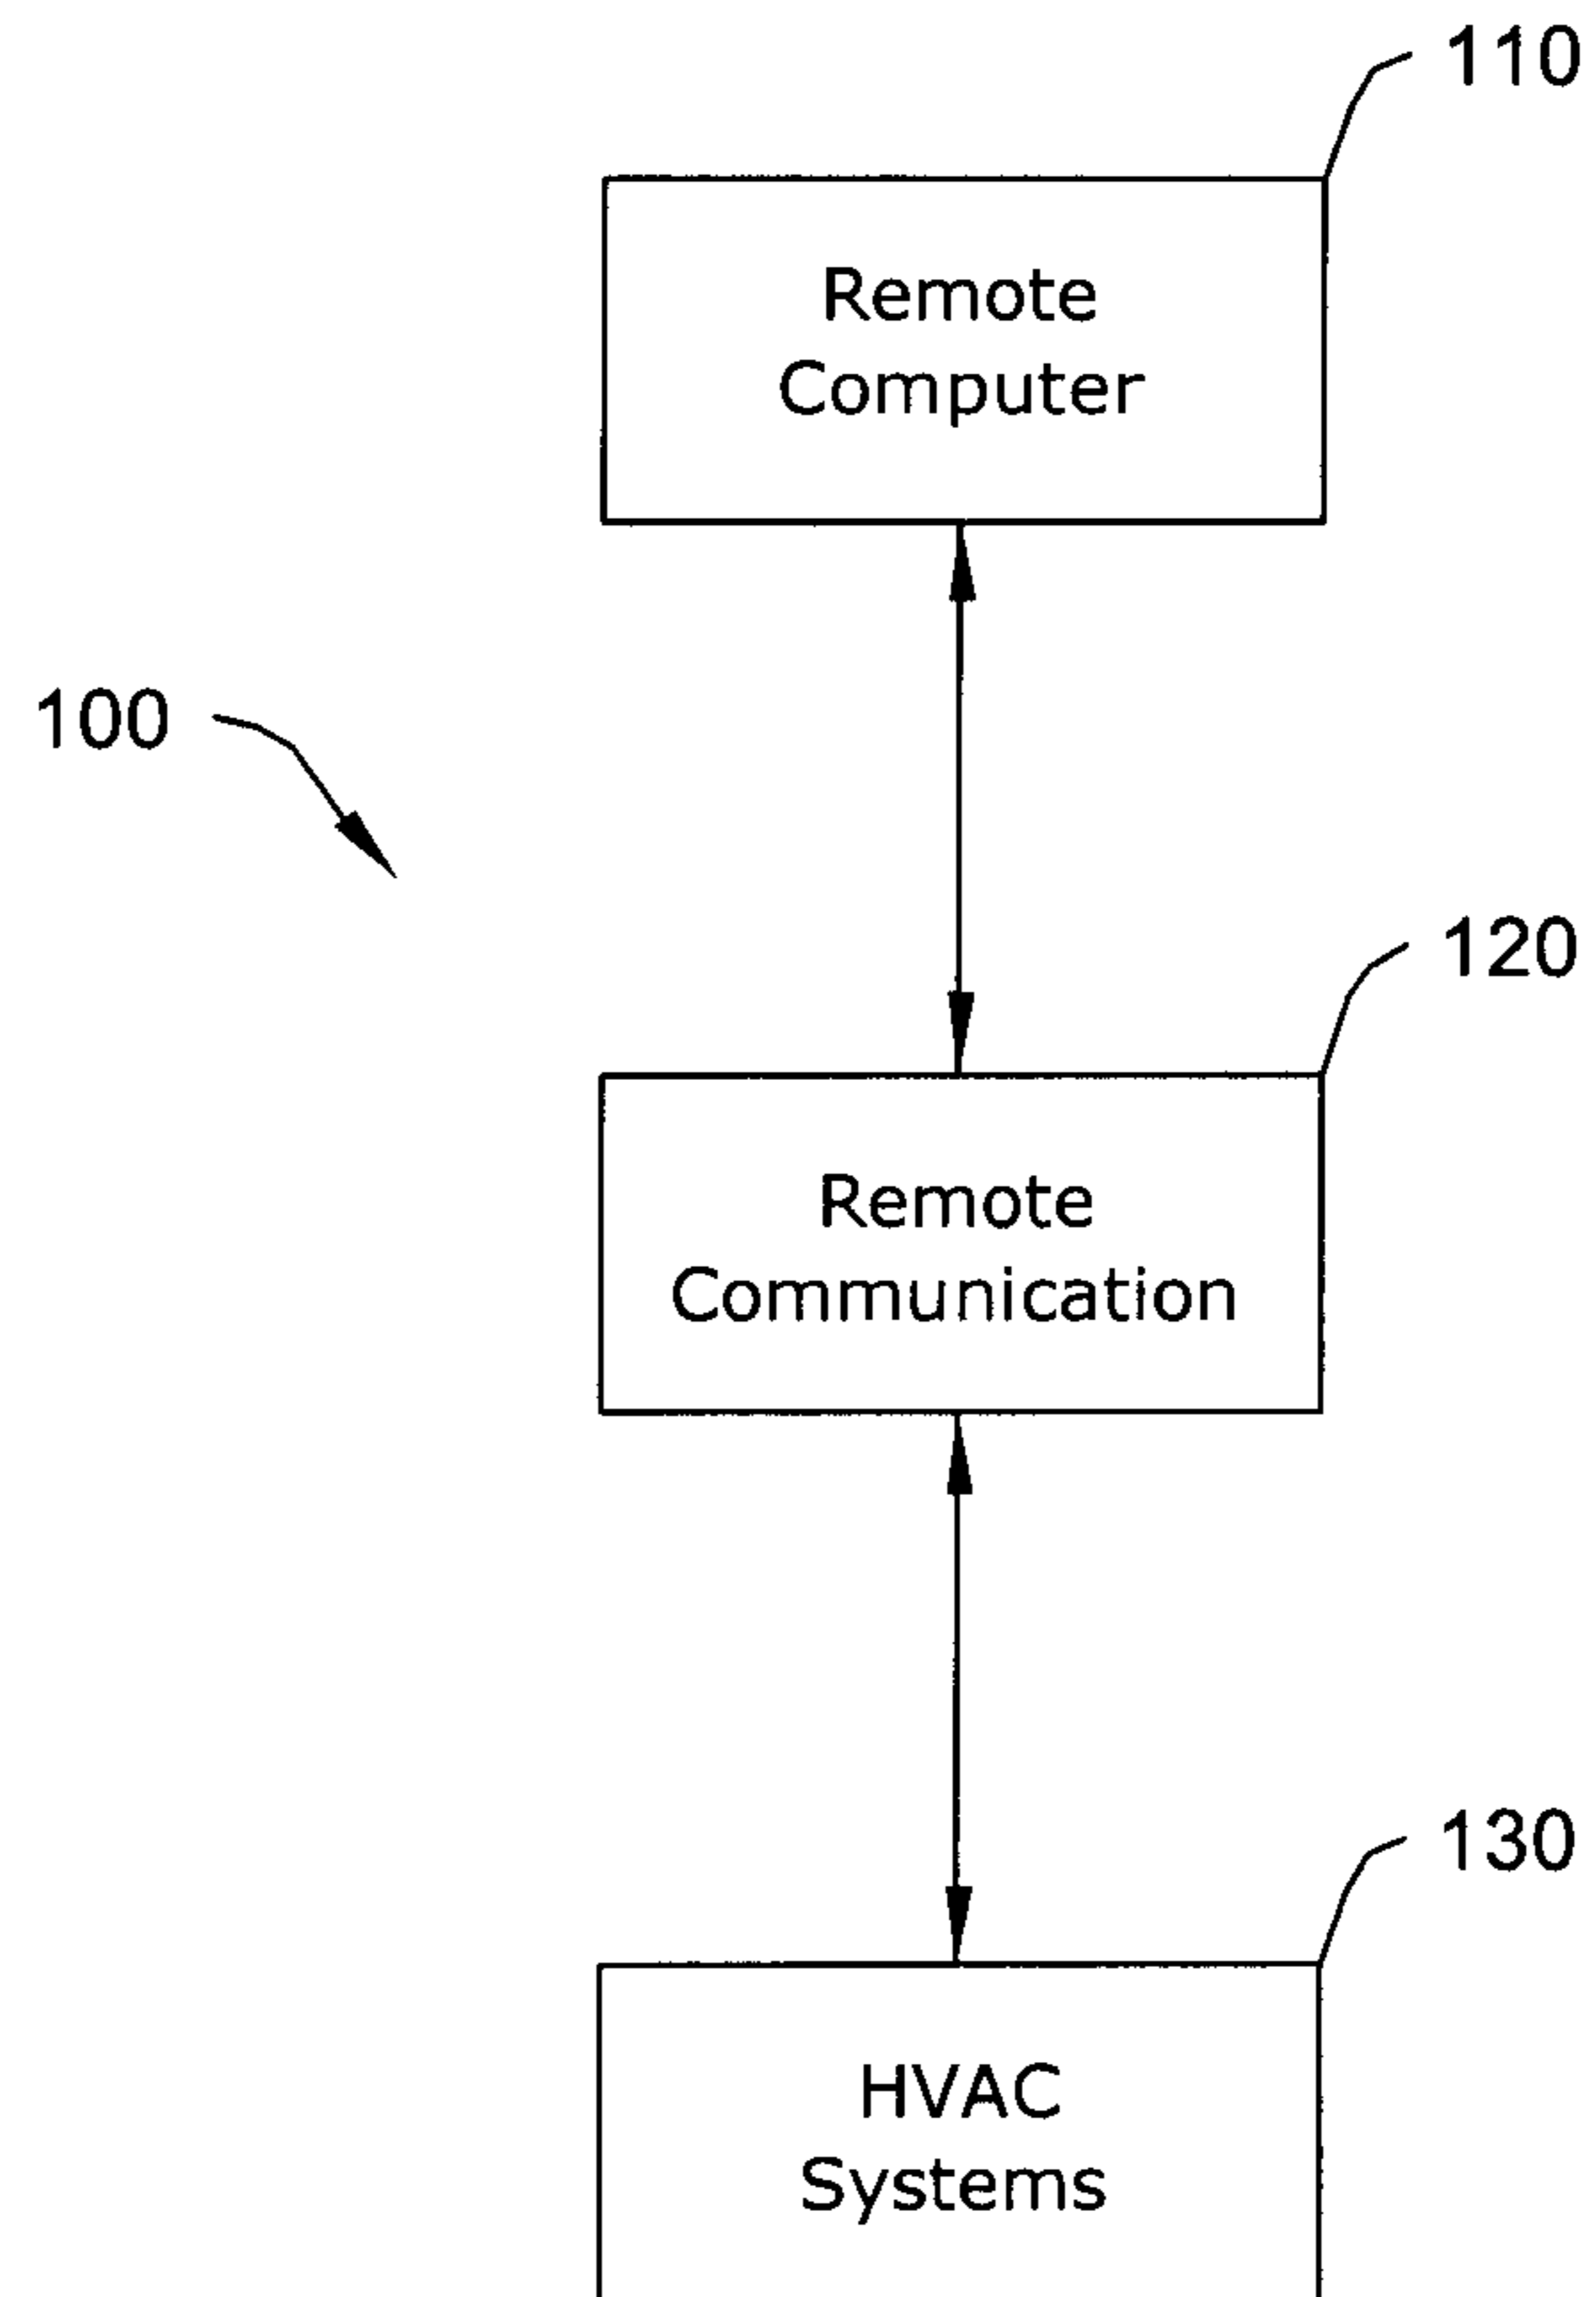 110
Remote
Computer
100
120
Remote
Communication
130
HVAC
Systems